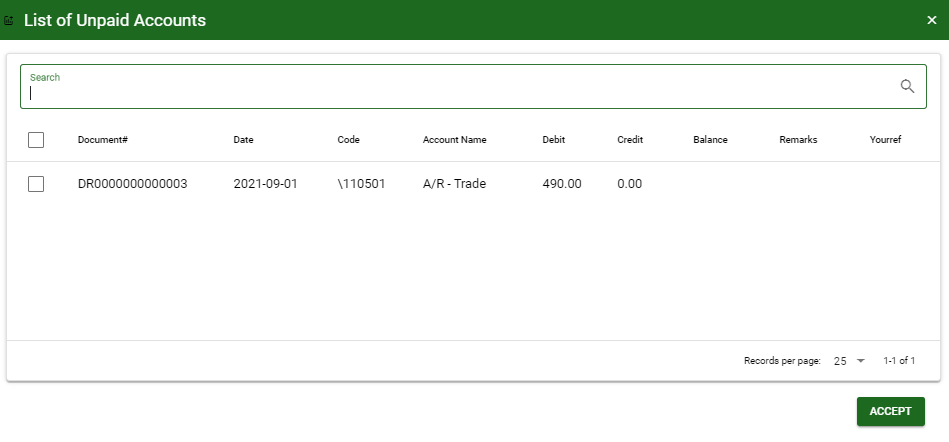 List of Unpaid Accounts
Search
Document# Date Code Account Name Debit Credit Balance Remarks Yourref
DR0000000000003 2021-09-01 \110501 A/R - Trade 490.00 0.00
Records per page: 25 1-1 of 1
ACCEPT